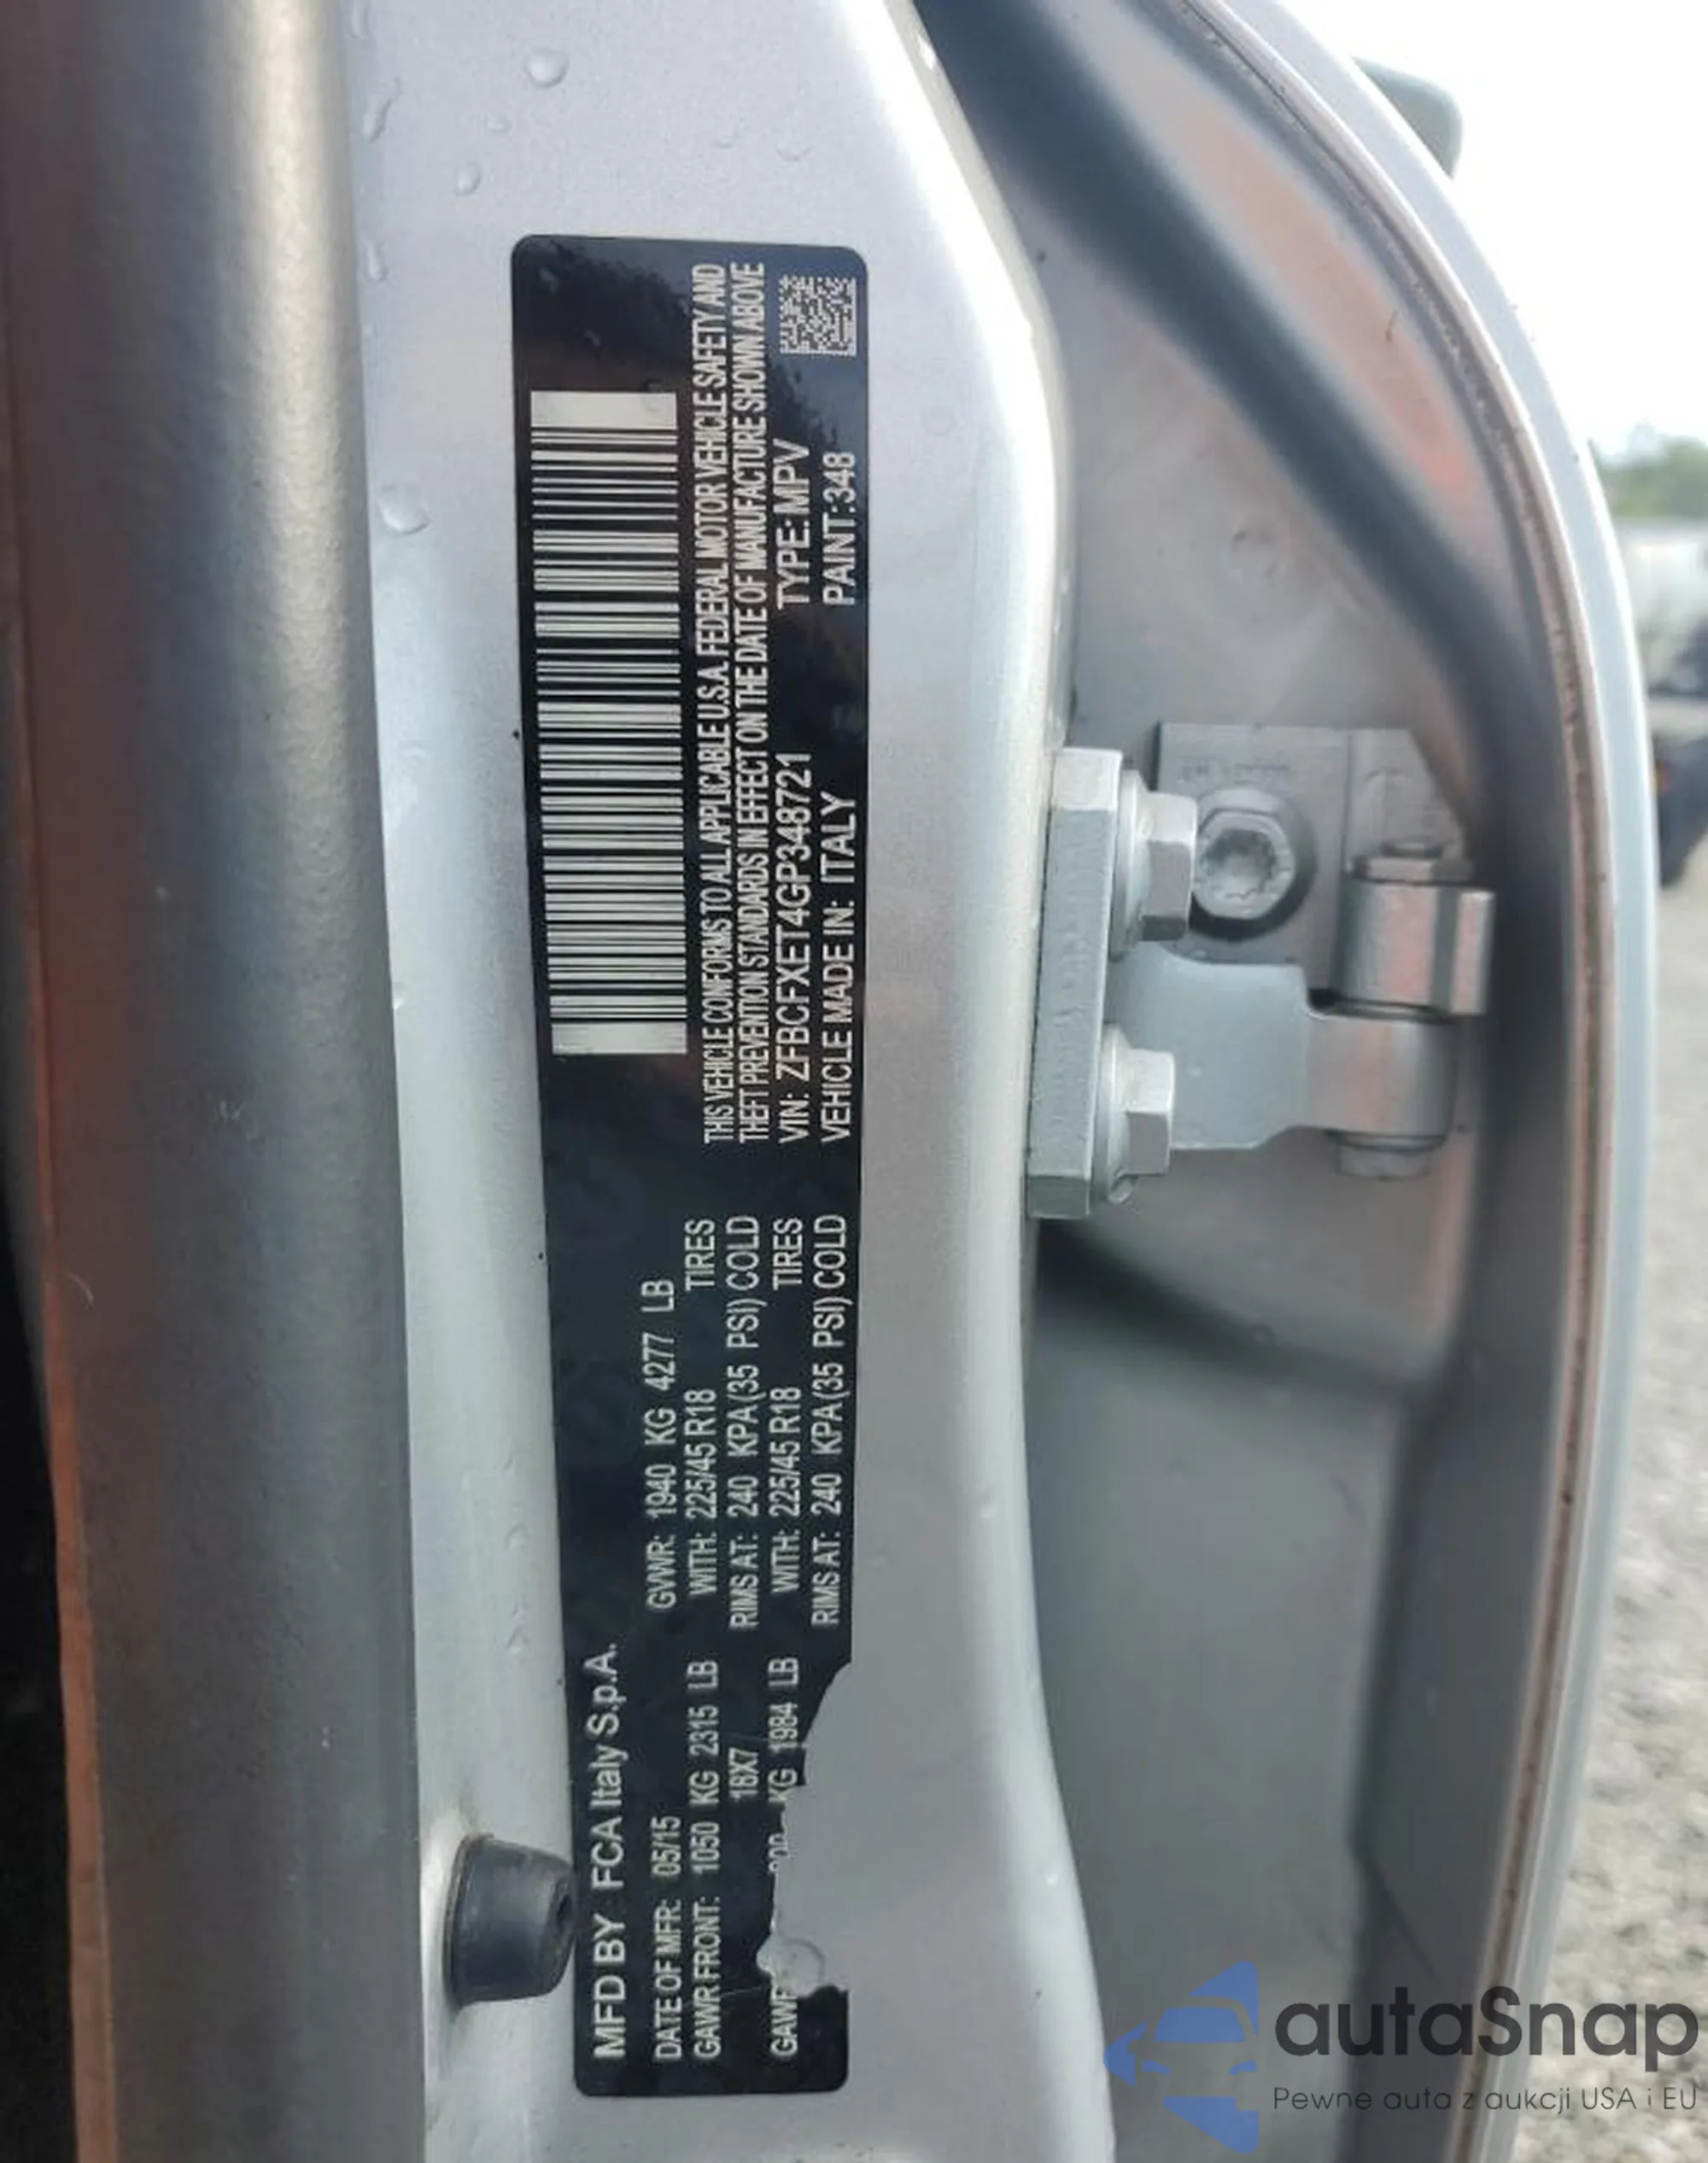 MFD BY FCA Italy S.p.A.
DATE OF MFR: 05/15 GVWR: 1940 KG 4277 LB
GAWR FRONT: 1050 KG 2315 LB WITH: 225/45 R18 TIRES
18X7 RIMS AT: 240 KPA(35 PSI) COLD
KG 1984 LB WITH: 225/45 R18 TIRES
RIMS AT: 240 KPA(35 PSI) COLD
THIS VEHICLE CONFORMS TO ALL APPLICABLE U.S.A. FEDERAL MOTOR VEHICLE SAFETY AND
THEFT PREVENTION STANDARDS IN EFFECT ON THE DATE OF MANUFACTURE SHOWN ABOVE
VIN: ZFBCFXET4GP348721 TYPE: MPV
VEHICLE MADE IN: ITALY PAINT:348
autaSnap
Pewne auta z aukcji USA i EU